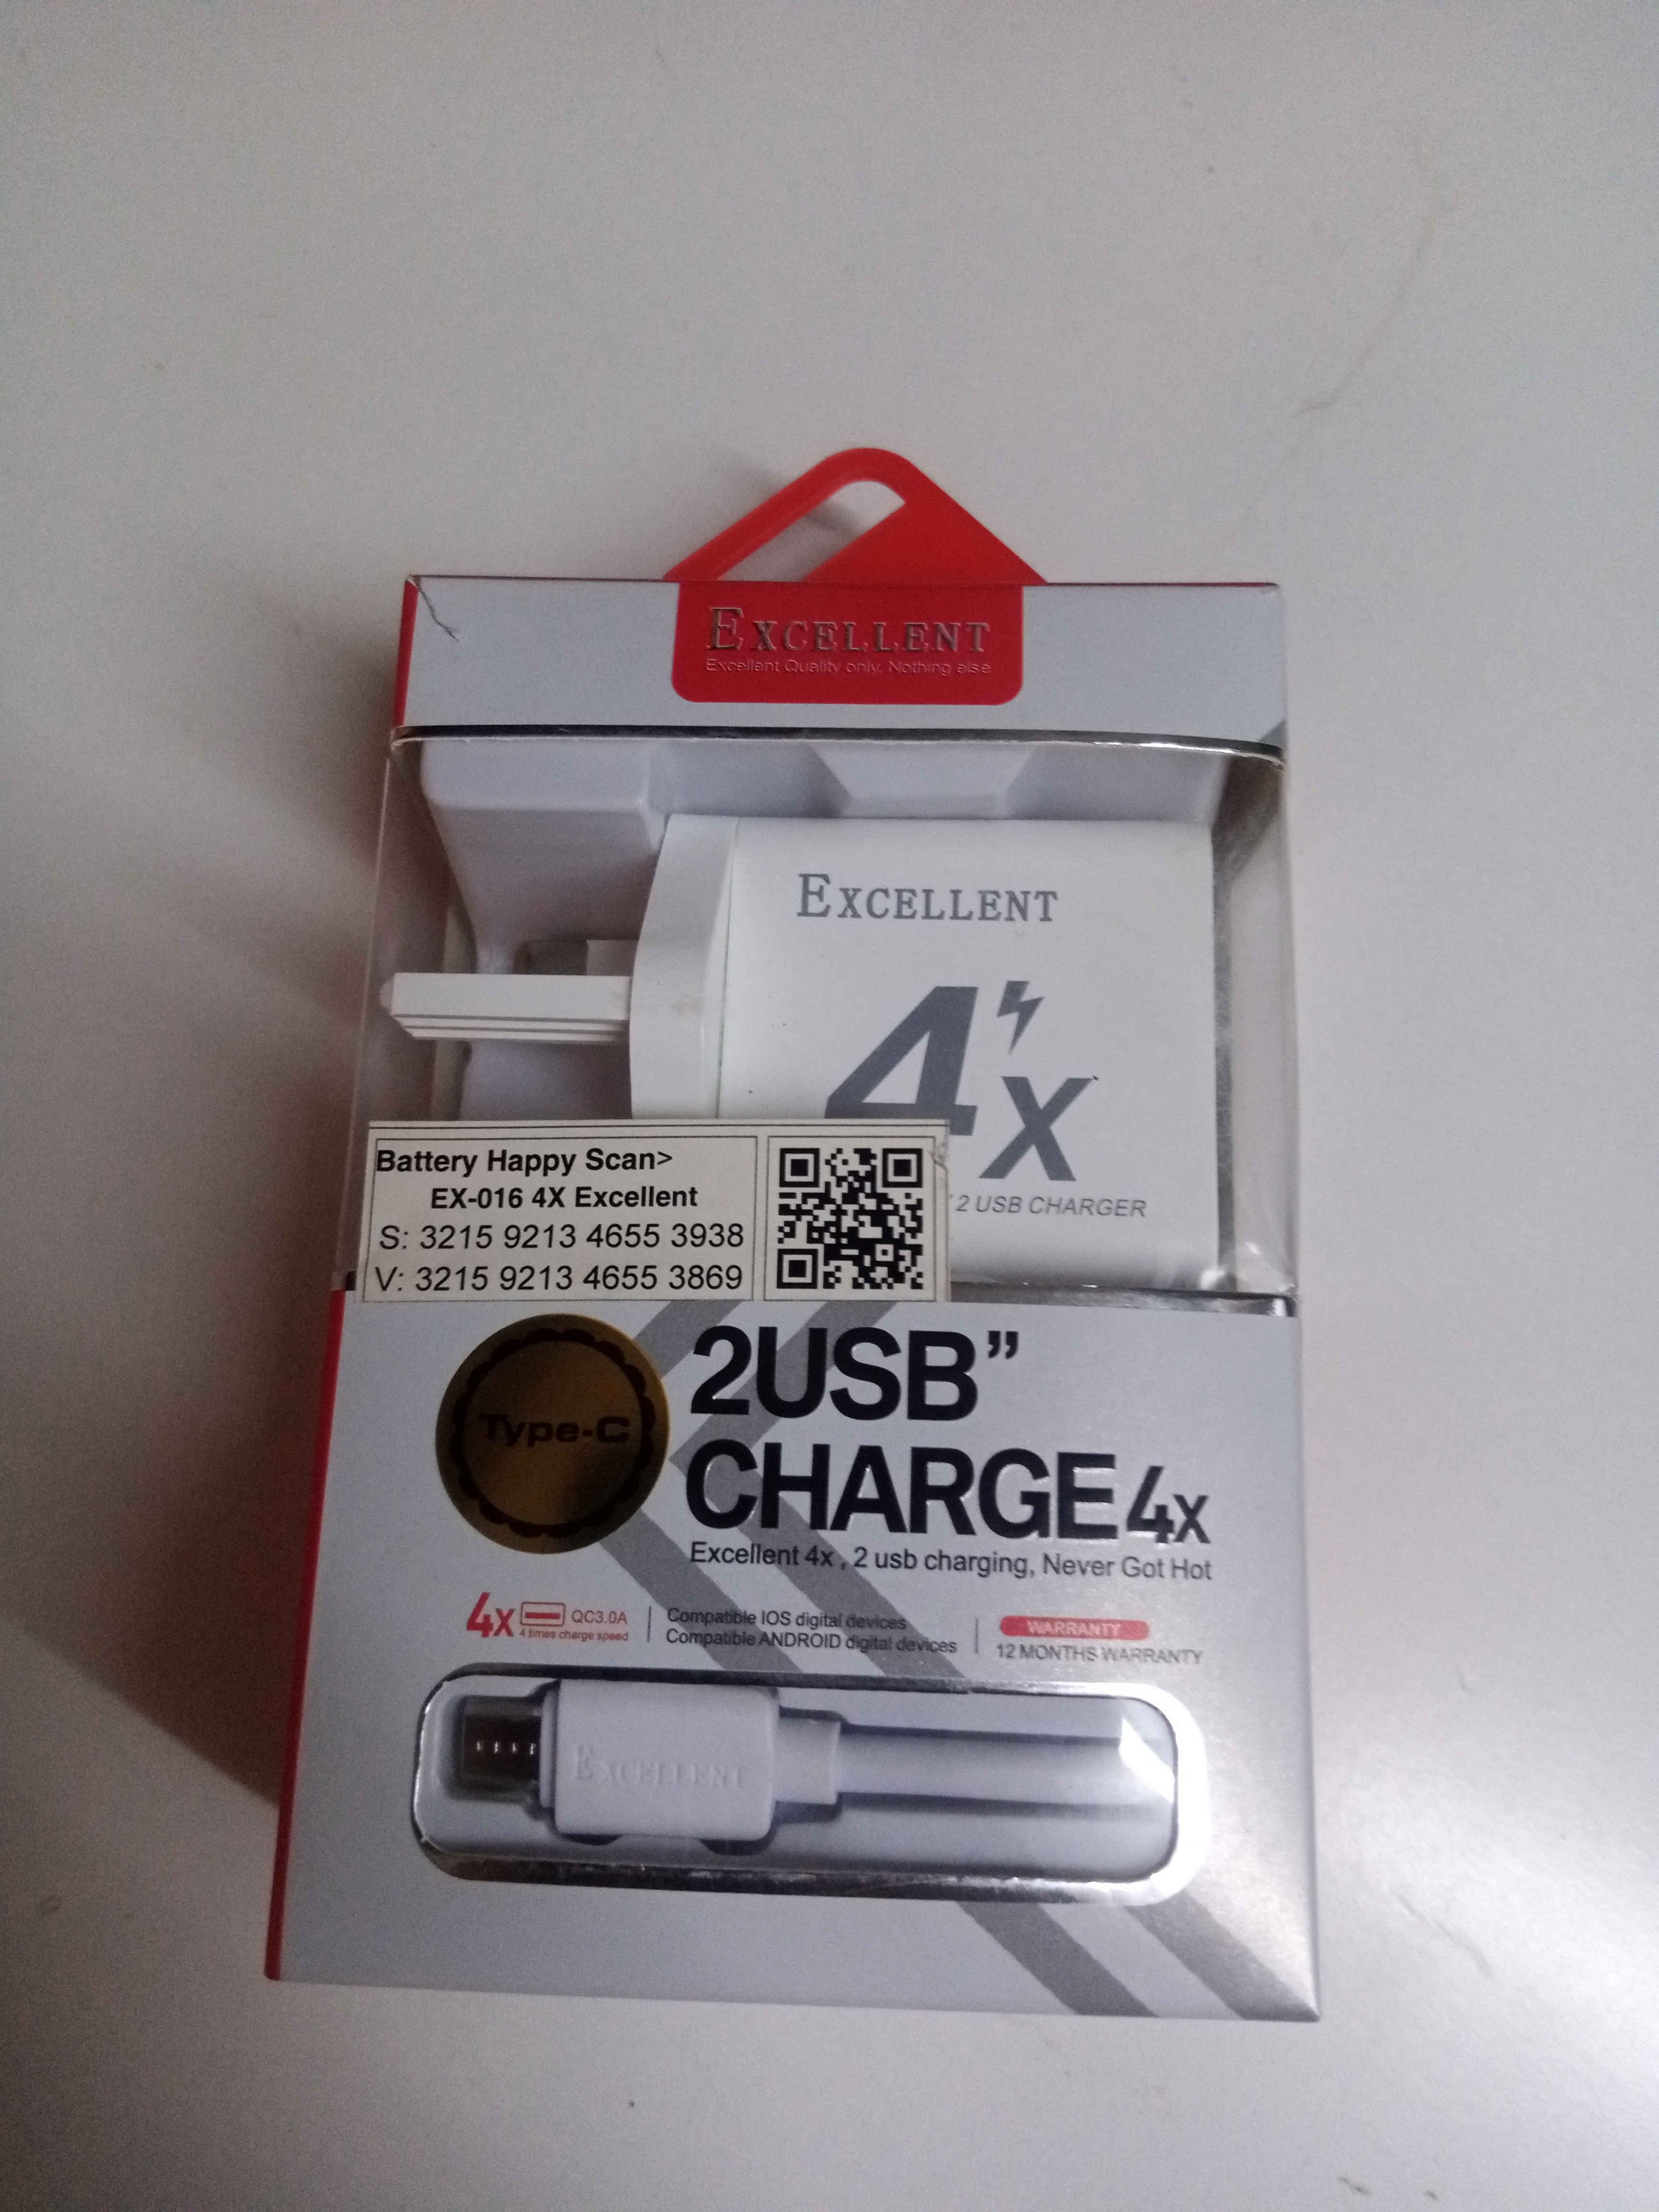 EXCELLENT
Excellent Quality only, Nothing else
EXCELLENT
4X
2 USB CHARGER
Battery Happy Scan>
EX-016 4X Excellent
S: 3215 9213 4655 3938
V: 3215 9213 4655 3869
Type-C
2USB”
CHARGE 4x
Excellent 4x , 2 usb charging, Never Got Hot
4x QC3.0A
4 times charge speed
Compatible IOS digital devices
Compatible ANDROID digital devices
WARRANTY
12 MONTHS WARRANTY
EXCELLENT